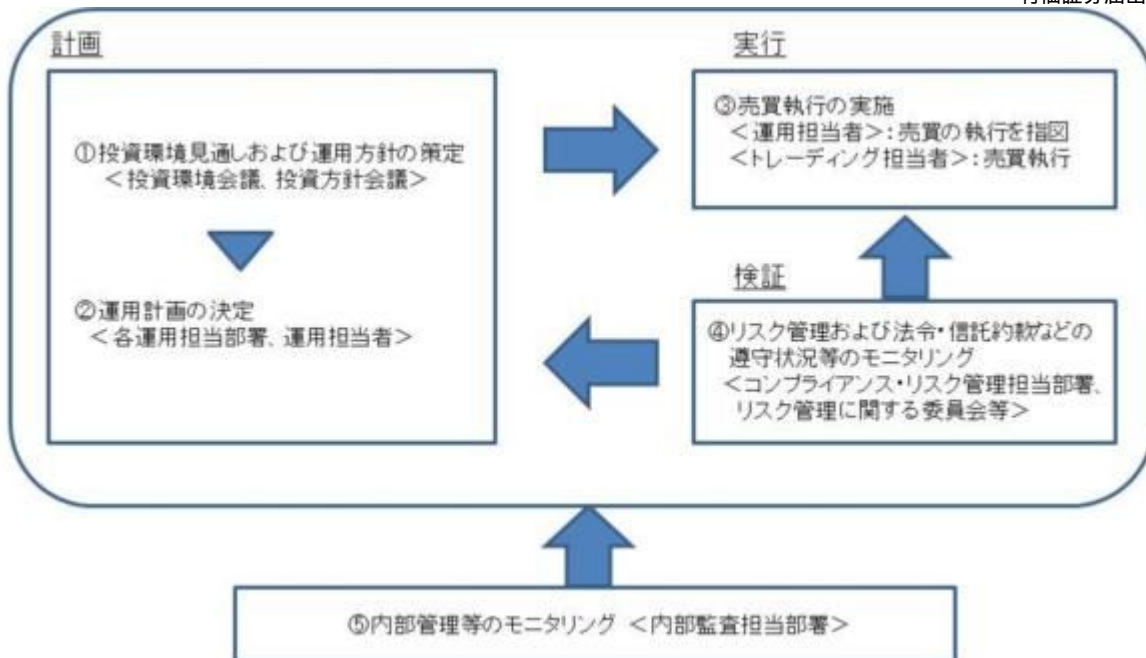 計画
①投資環境見通しおよび運用方針の策定
＜投資環境会議、投資方針会議＞
②運用計画の決定
＜各運用担当部署、運用担当者＞
実行
③売買執行の実施
＜運用担当者＞：売買の執行を指図
＜トレーディング担当者＞：売買執行
検証
④リスク管理および法令・信託約款などの
遵守状況等のモニタリング
＜コンプライアンス・リスク管理担当部署、
リスク管理に関する委員会等＞
⑤内部管理等のモニタリング ＜内部監査担当部署＞